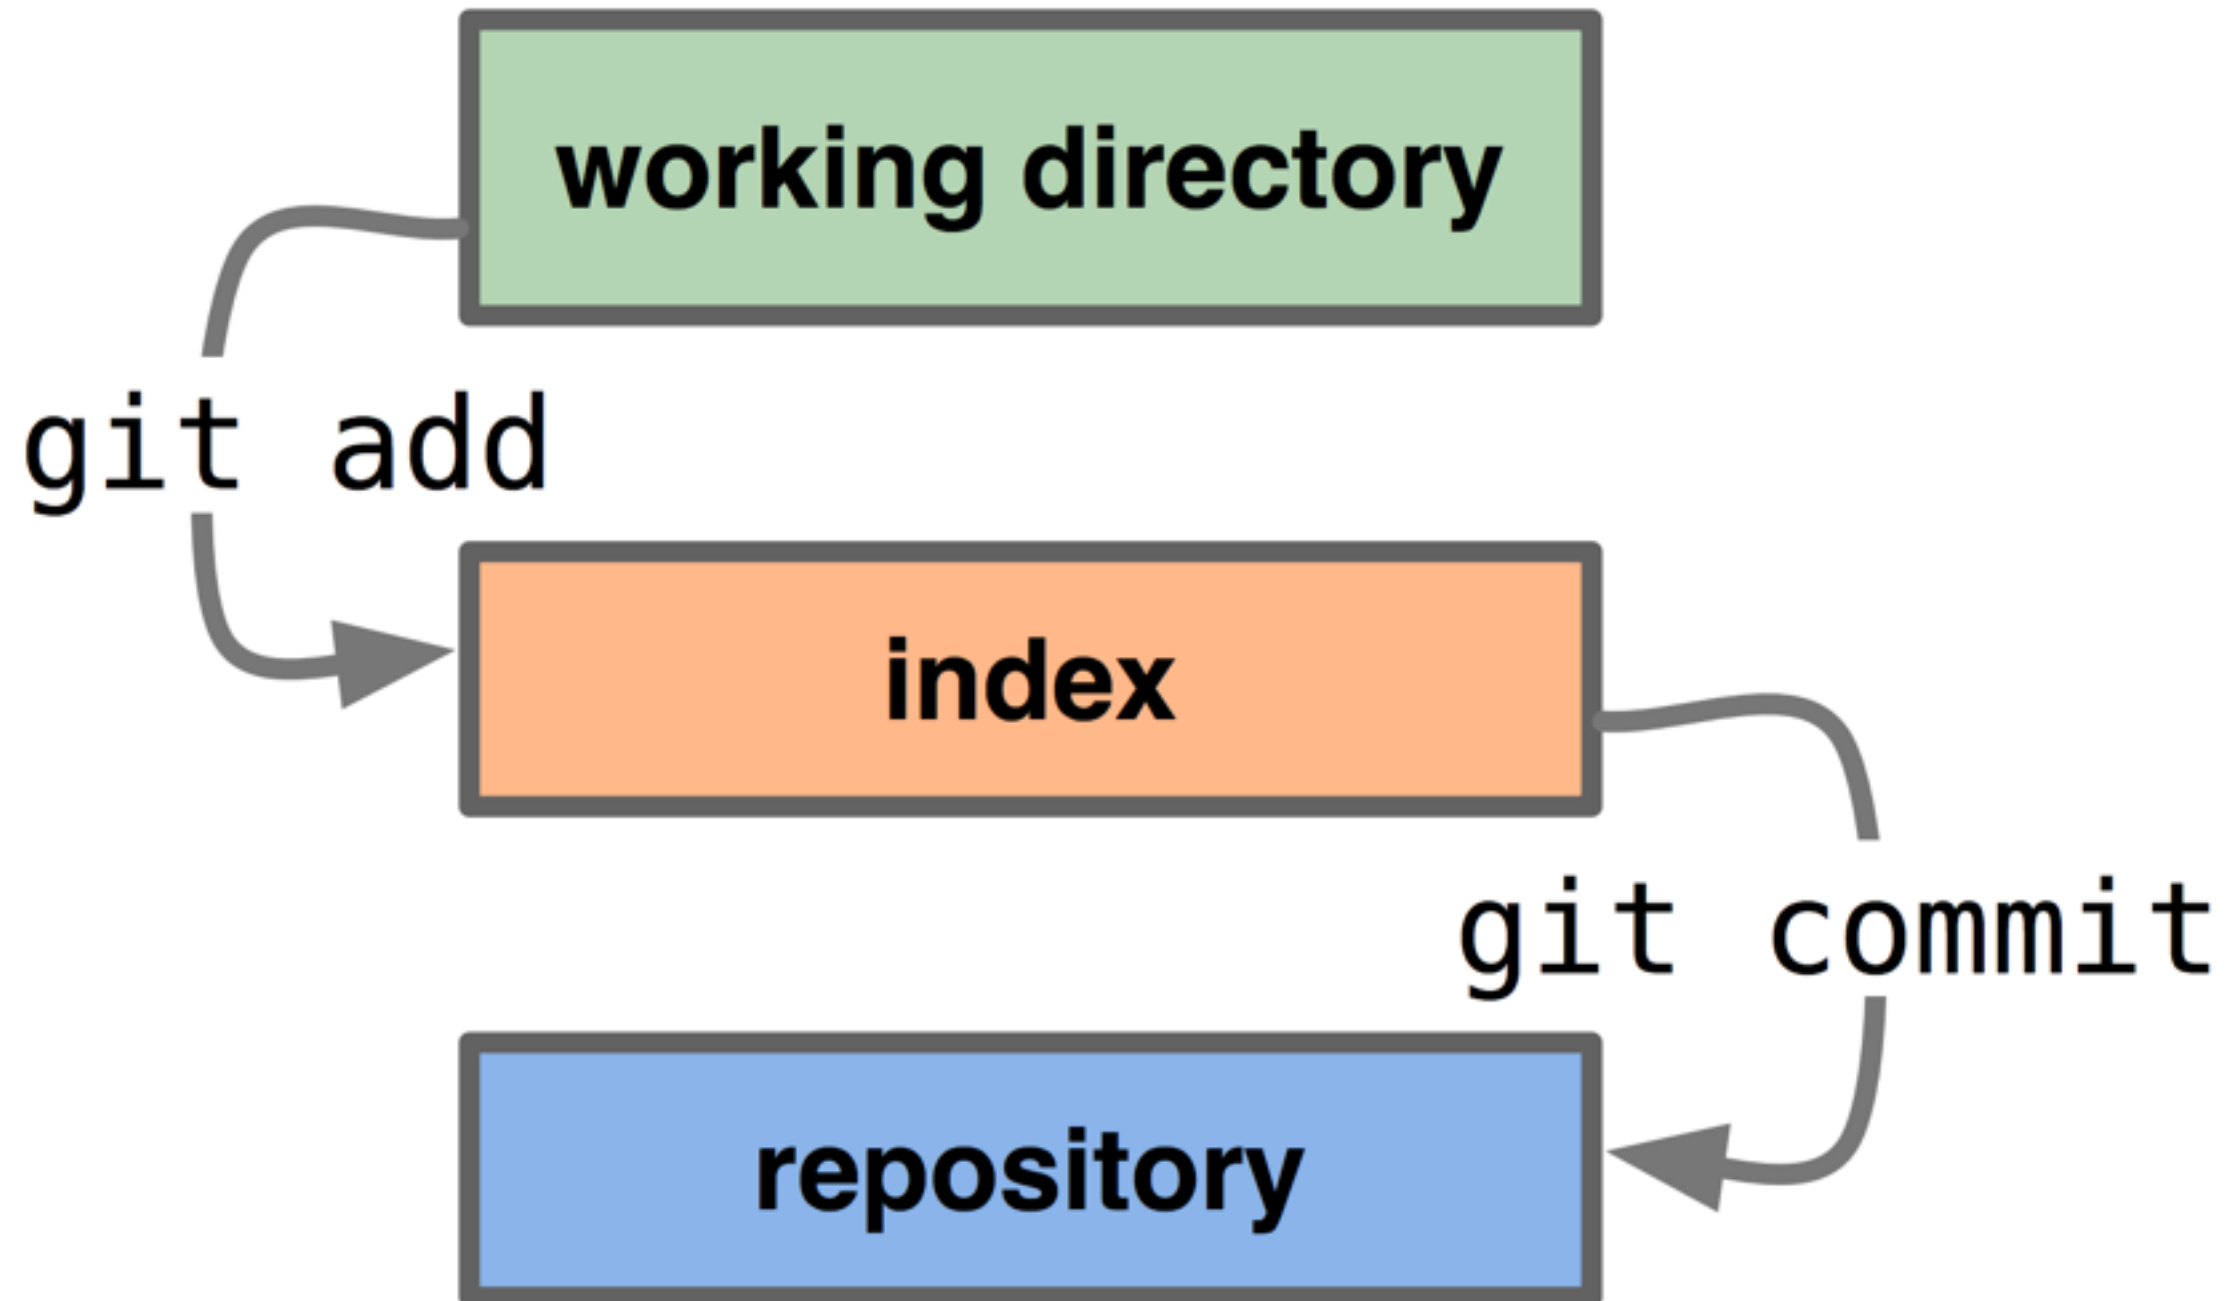 working directory
git add
index
git commit
repository